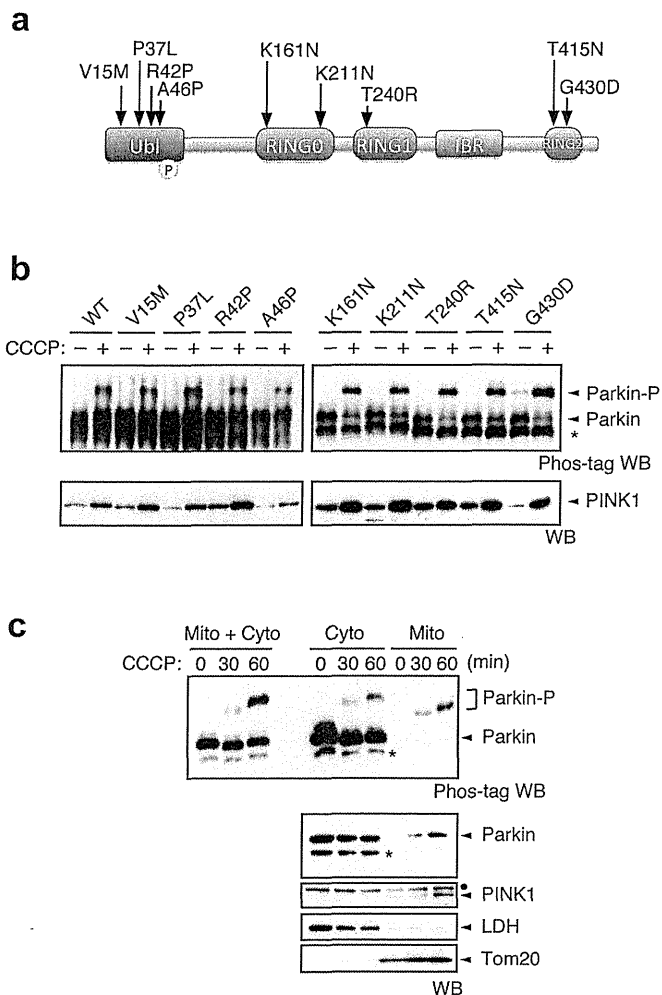 a
P37L K161N T415N
V15M R42P K211N G430D
A46P T240R
Ubl RING0 RING1 IBR RING2
P
b
WT V15M P37L R42P A46P K161N K211N T240R T415N G430D
CCCP: − + − + − + − + − + − + − + − + − + − +
Parkin-P
Parkin
*
Phos-tag WB
PINK1
WB
c
Mito + Cyto Cyto Mito
CCCP: 0 30 60 0 30 60 0 30 60 (min)
Parkin-P
Parkin
*
Phos-tag WB
Parkin
*
PINK1
LDH
Tom20
WB